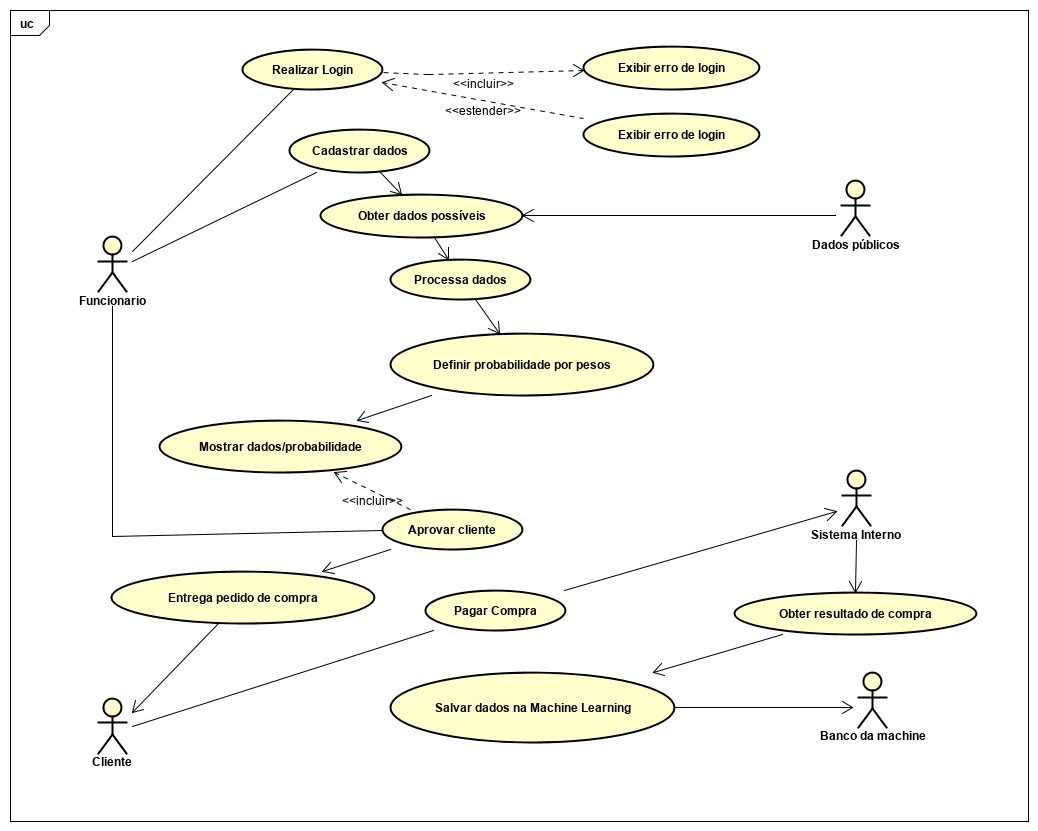 uc
Realizar Login
Exibir erro de login
<<incluir>>
<<estender>>
Exibir erro de login
Cadastrar dados
Obter dados possíveis
Dados públicos
Processa dados
Funcionario
Definir probabilidade por pesos
Mostrar dados/probabilidade
<<incluir>>
Aprovar cliente
Sistema Interno
Entrega pedido de compra
Pagar Compra
Obter resultado de compra
Salvar dados na Machine Learning
Banco da machine
Cliente